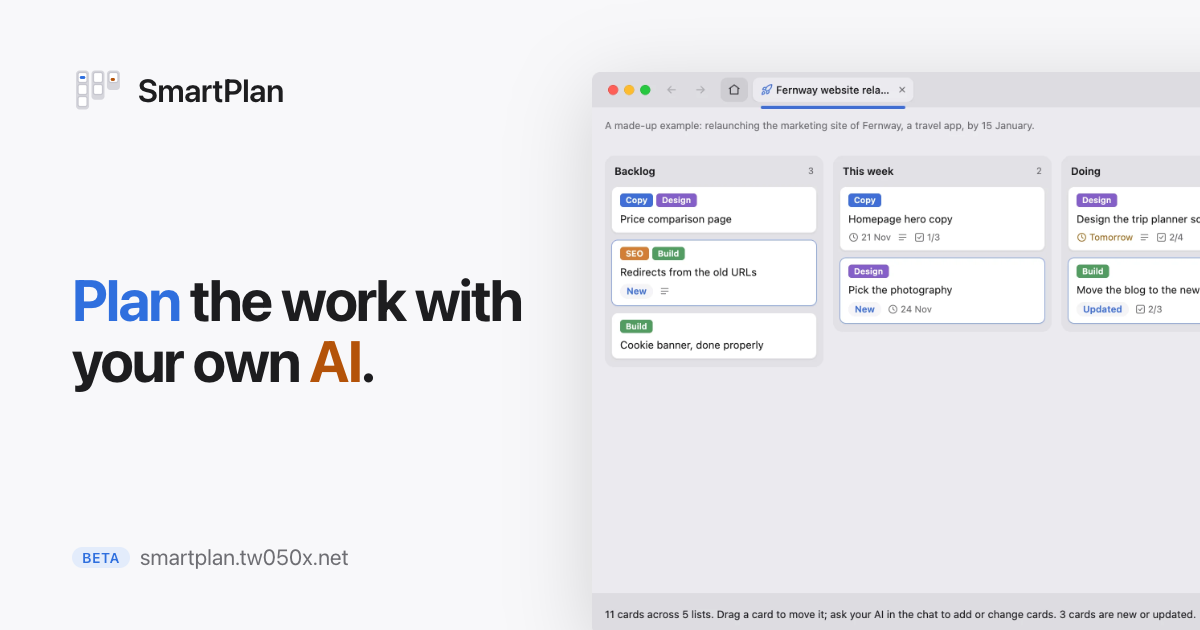 SmartPlan
Plan the work with
your own AI.
BETA smartplan.tw050x.net
Fernway website rela... ×
A made-up example: relaunching the marketing site of Fernway, a travel app, by 15 January.
Backlog 3
Copy Design
Price comparison page
SEO Build
Redirects from the old URLs
New
Build
Cookie banner, done properly
This week 2
Copy
Homepage hero copy
21 Nov 1/3
Design
Pick the photography
New 24 Nov
Doing
Design
Design the trip planner
Tomorrow 2/4
Build
Move the blog to the new
Updated 2/3
11 cards across 5 lists. Drag a card to move it; ask your AI in the chat to add or change cards. 3 cards are new or updated.